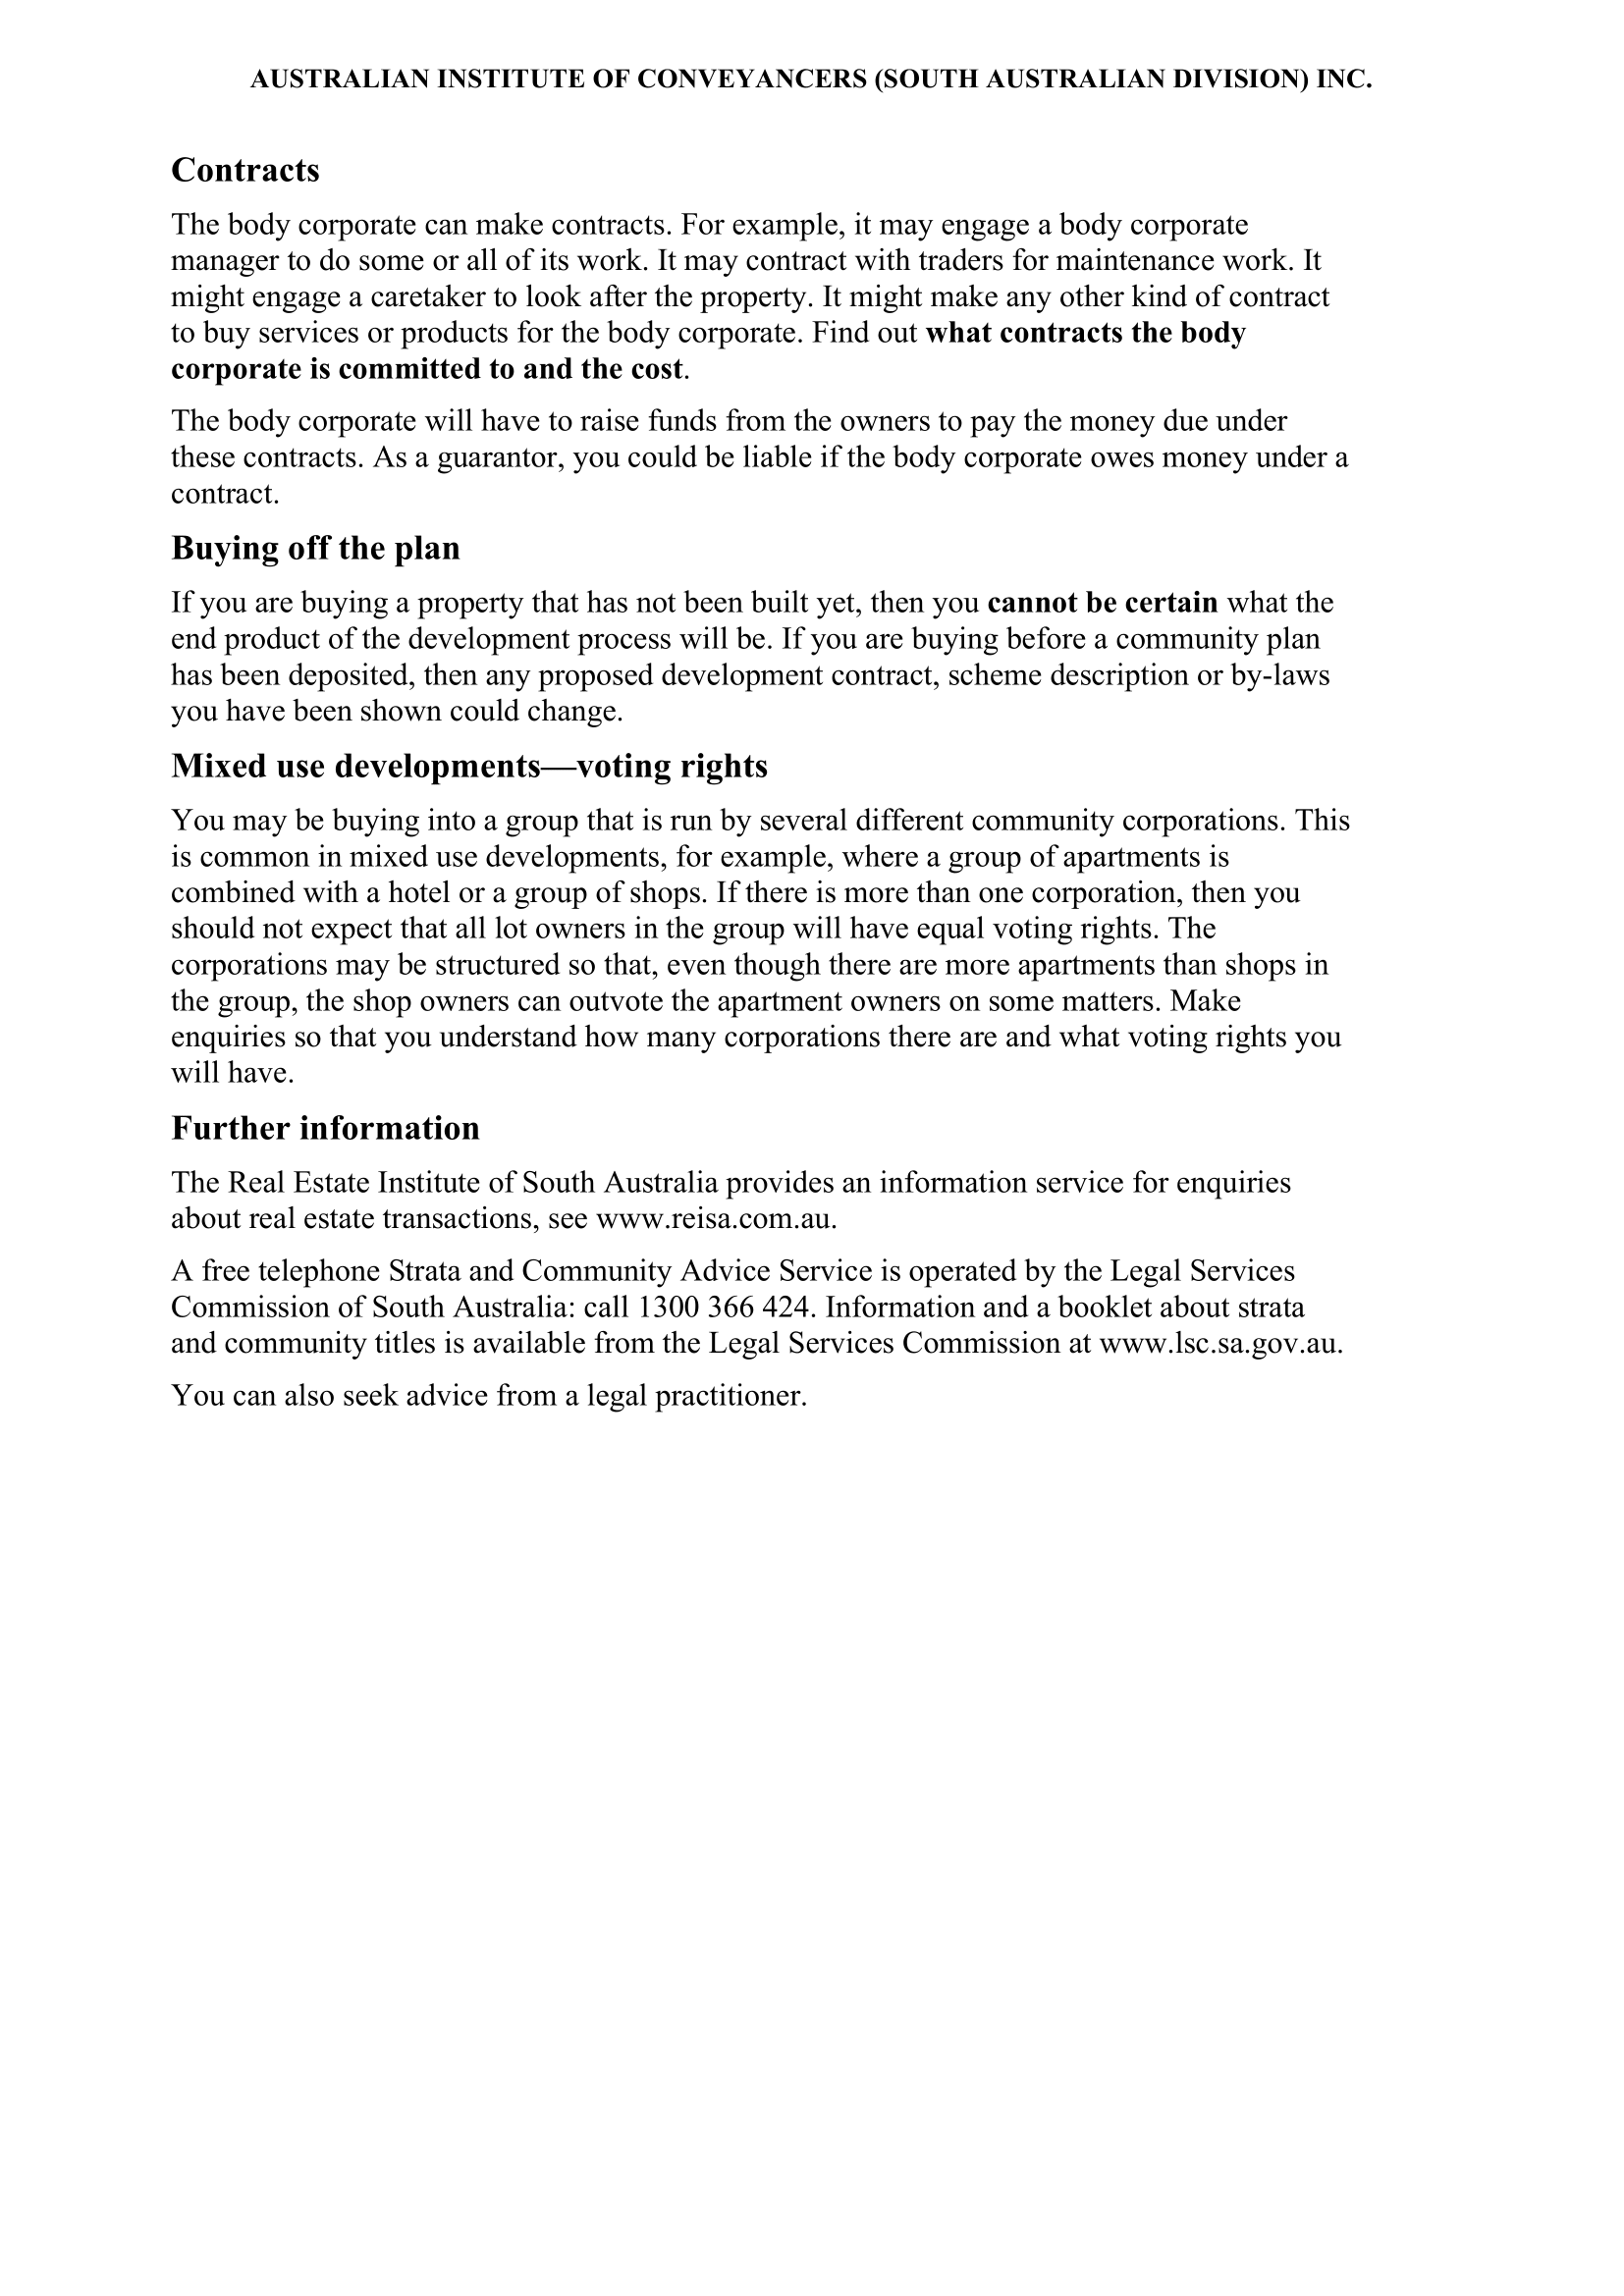 AUSTRALIAN INSTITUTE OF CONVEYANCERS (SOUTH AUSTRALIAN DIVISION) INC.
Contracts
The body corporate can make contracts. For example, it may engage a body corporate
manager to do some or all of its work. It may contract with traders for maintenance work. It
might engage a caretaker to look after the property. It might make any other kind of contract
to buy services or products for the body corporate. Find out what contracts the body
corporate is committed to and the cost.
The body corporate will have to raise funds from the owners to pay the money due under
these contracts. As a guarantor, you could be liable if the body corporate owes money under a
contract.
Buying off the plan
If you are buying a property that has not been built yet, then you cannot be certain what the
end product of the development process will be. If you are buying before a community plan
has been deposited, then any proposed development contract, scheme description or by-laws
you have been shown could change.
Mixed use developments—voting rights
You may be buying into a group that is run by several different community corporations. This
is common in mixed use developments, for example, where a group of apartments is
combined with a hotel or a group of shops. If there is more than one corporation, then you
should not expect that all lot owners in the group will have equal voting rights. The
corporations may be structured so that, even though there are more apartments than shops in
the group, the shop owners can outvote the apartment owners on some matters. Make
enquiries so that you understand how many corporations there are and what voting rights you
will have.
Further information
The Real Estate Institute of South Australia provides an information service for enquiries
about real estate transactions, see www.reisa.com.au.
A free telephone Strata and Community Advice Service is operated by the Legal Services
Commission of South Australia: call 1300 366 424. Information and a booklet about strata
and community titles is available from the Legal Services Commission at www.lsc.sa.gov.au.
You can also seek advice from a legal practitioner.